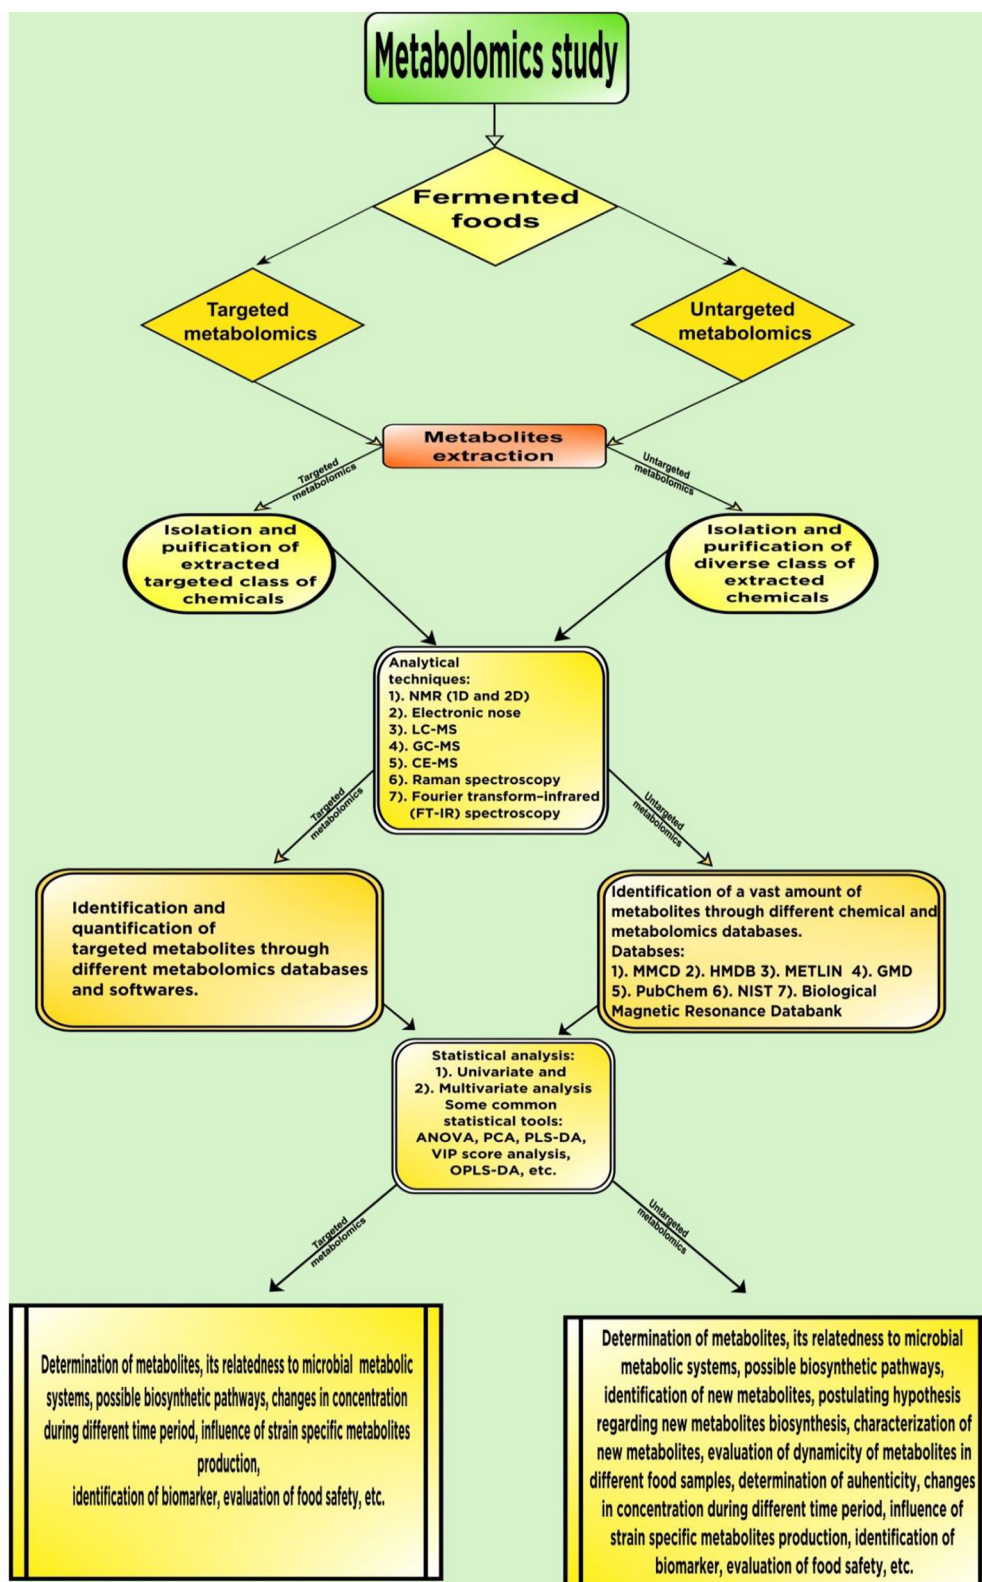 Metabolomics study
Fermented
foods
Targeted
metabolomics
Untargeted
metabolomics
Metabolites
extraction
Targeted
metabolomics
Untargeted
metabolomics
Isolation and
puification of
extracted
targeted class of
chemicals
Isolation and
purification of
diverse class of
extracted
chemicals
Analytical
techniques:
1). NMR (1D and 2D)
2). Electronic nose
3). LC-MS
4). GC-MS
5). CE-MS
6). Raman spectroscopy
7). Fourier transform–infrared
(FT-IR) spectroscopy
Targeted
metabolomics
Untargeted
metabolomics
Identification and
quantification of
targeted metabolites through
different metabolomics databases
and softwares.
Identification of a vast amount of
metabolites through different chemical and
metabolomics databases.
Databses:
1). MMCD 2). HMDB 3). METLIN 4). GMD
5). PubChem 6). NIST 7). Biological
Magnetic Resonance Databank
Statistical analysis:
1). Univariate and
2). Multivariate analysis
Some common
statistical tools:
ANOVA, PCA, PLS-DA,
VIP score analysis,
OPLS-DA, etc.
Targeted
metabolomics
Untargeted
metabolomics
Determination of metabolites, its relatedness to microbial metabolic
systems, possible biosynthetic pathways, changes in concentration
during different time period, influence of strain specific metabolites
production,
identification of biomarker, evaluation of food safety, etc.
Determination of metabolites, its relatedness to microbial
metabolic systems, possible biosynthetic pathways,
identification of new metabolites, postulating hypothesis
regarding new metabolites biosynthesis, characterization of
new metabolites, evaluation of dynamicity of metabolites in
different food samples, determination of auhenticity, changes
in concentration during different time period, influence of
strain specific metabolites production, identification of
biomarker, evaluation of food safety, etc.